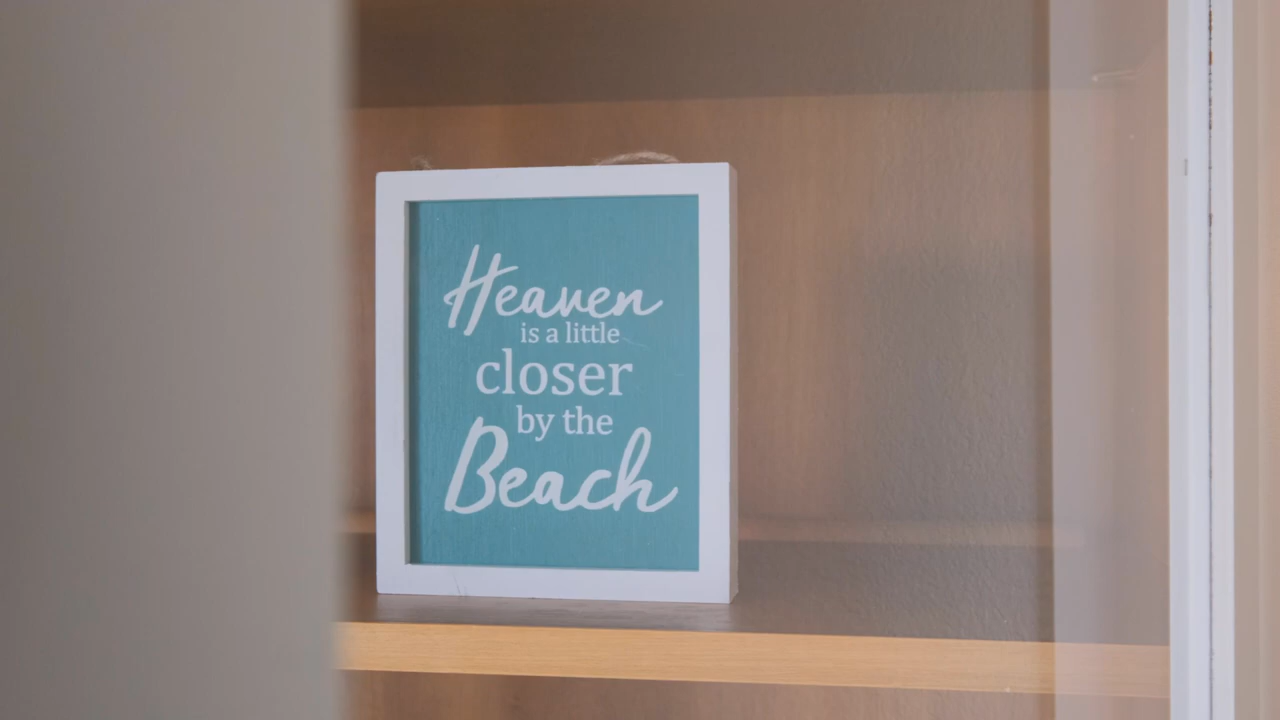 Heaven
is a little
closer
by the
Beach